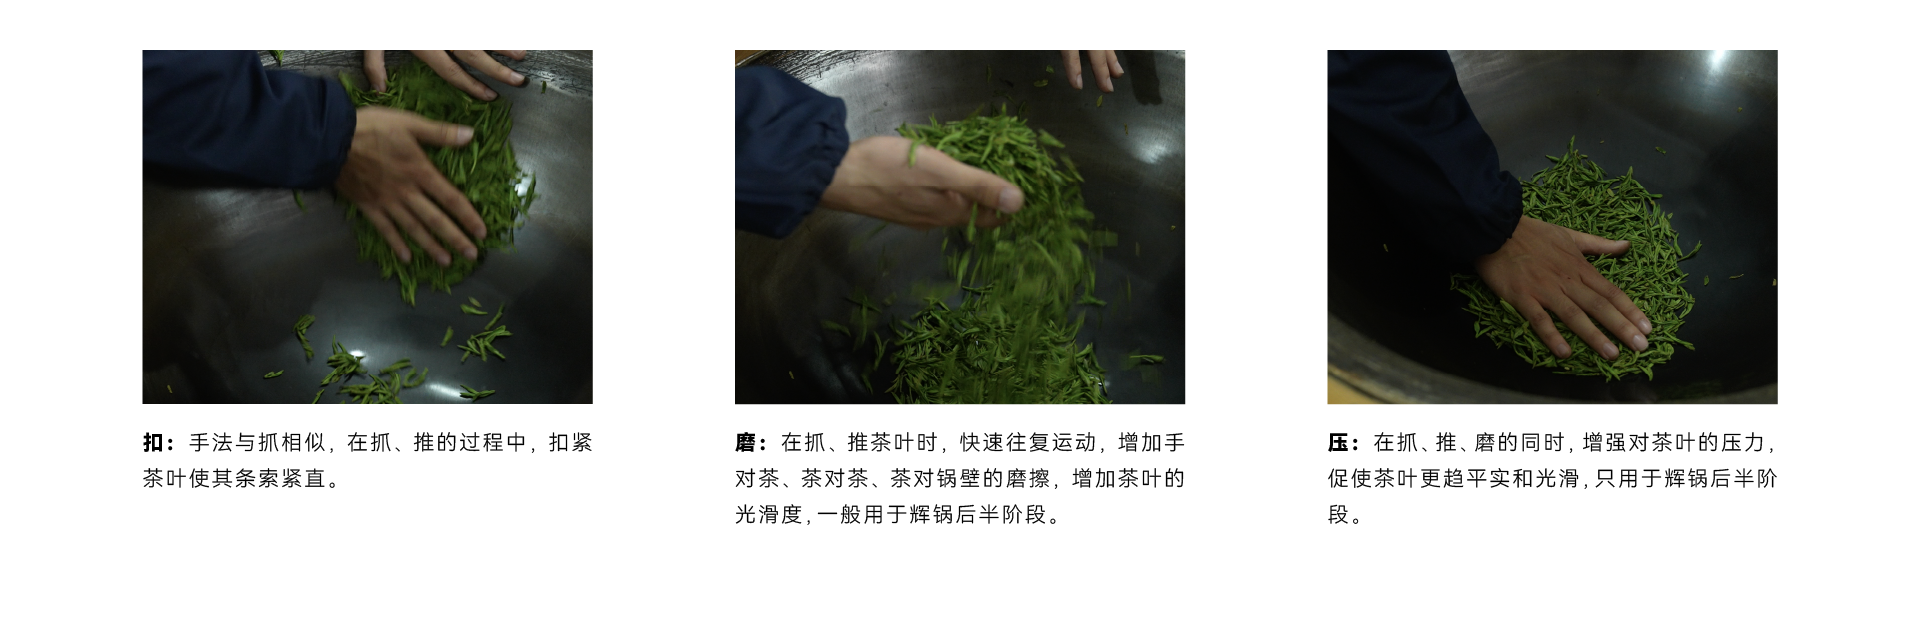 扣：手法与抓相似，在抓、推的过程中，扣紧
茶叶使其条索紧直。
磨：在抓、推茶叶时，快速往复运动，增加手
对茶、茶对茶、茶对锅壁的磨擦，增加茶叶的
光滑度，一般用于辉锅后半阶段。
压：在抓、推、磨的同时，增强对茶叶的压力，
促使茶叶更趋平实和光滑，只用于辉锅后半阶
段。